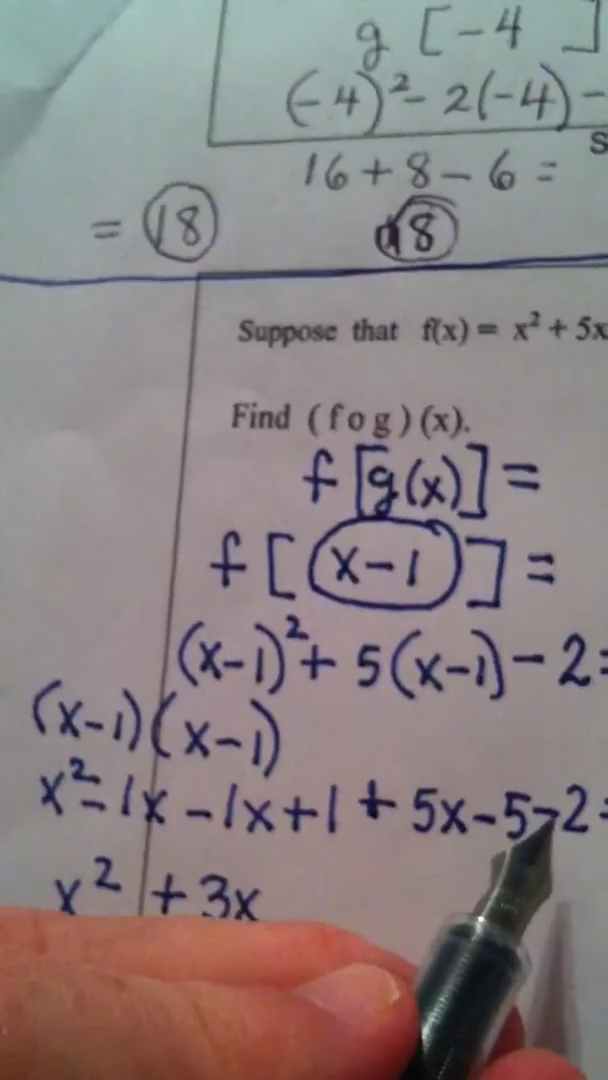 g [-4 ]
(-4)² - 2(-4) -
16 + 8 - 6 =
= 18
18
Suppose that f(x) = x² + 5x
Find ( f o g ) (x).
f [g(x)] =
f [ (x-1) ] =
(x-1)² + 5(x-1) - 2 =
(x-1)(x-1)
x² - 1x - 1x + 1 + 5x - 5 - 2 =
x² + 3x